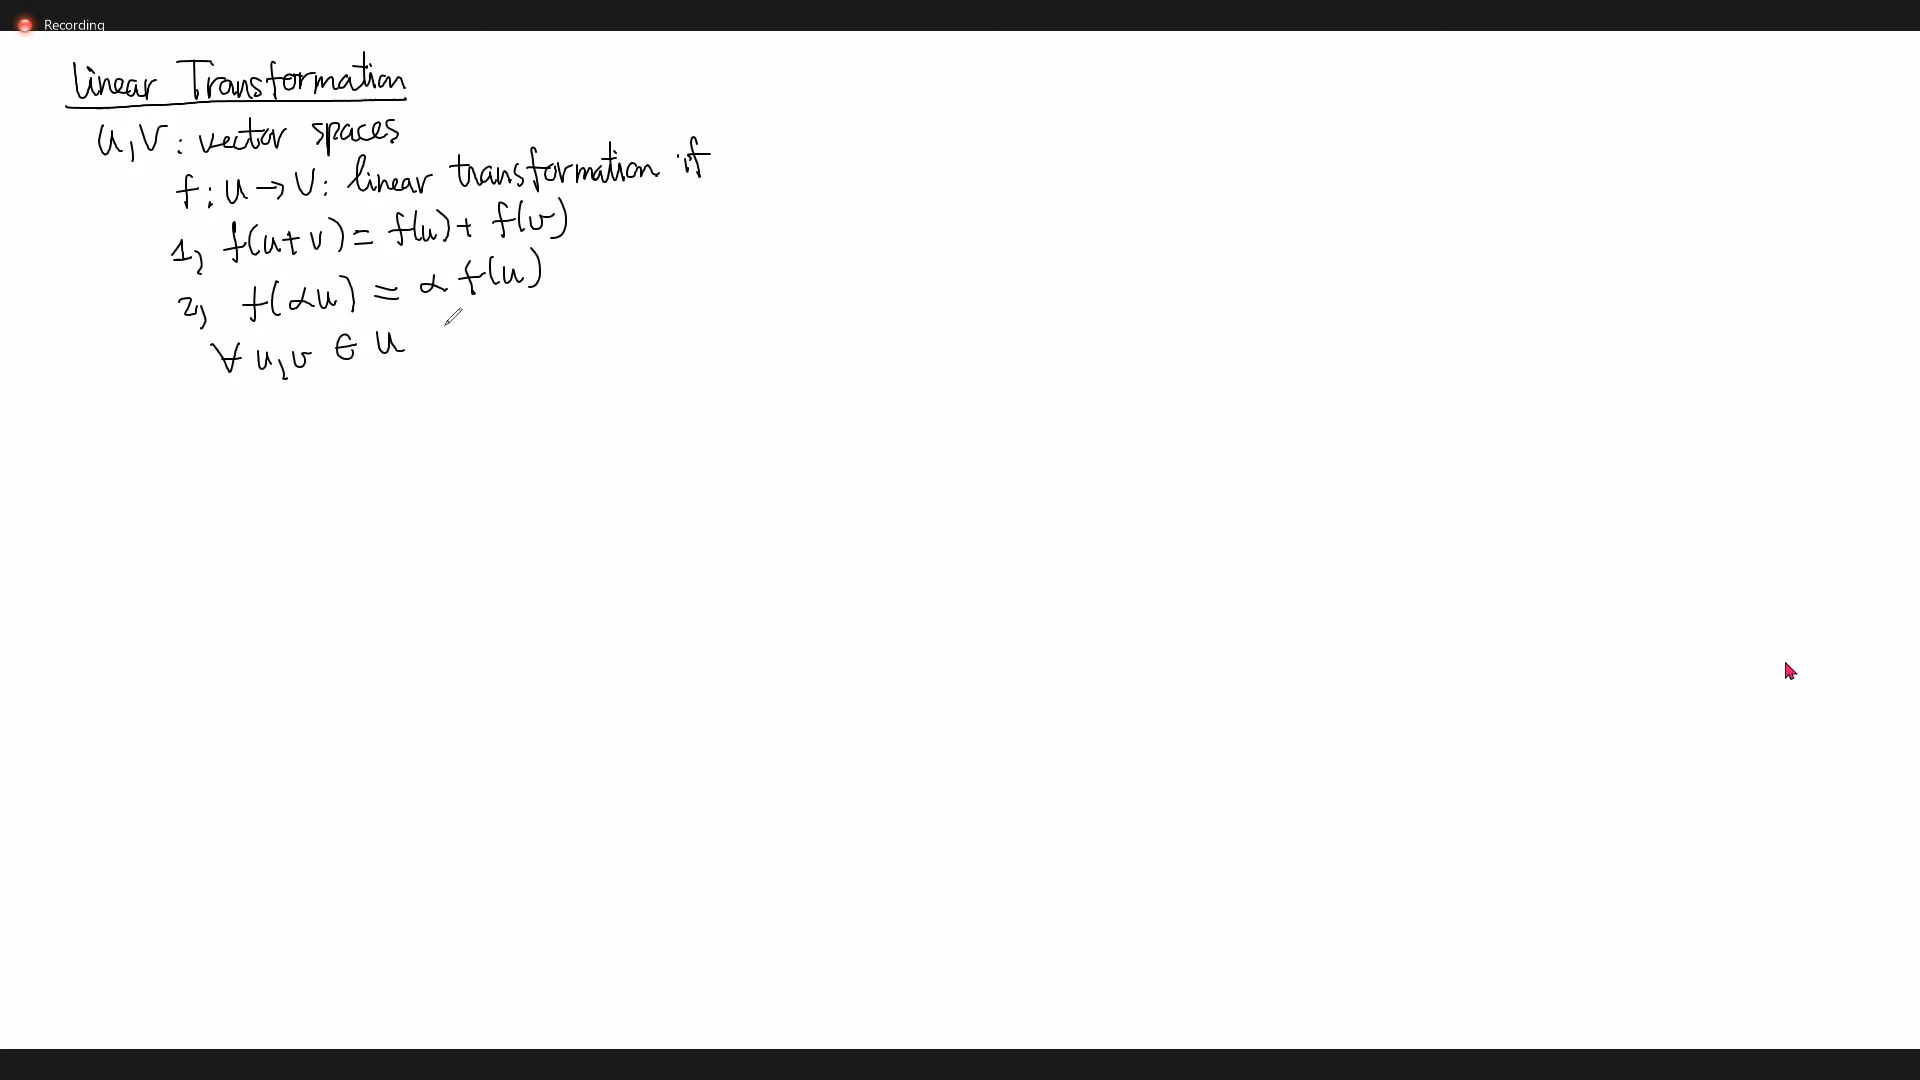 Recording
Linear Transformation
U, V : vector spaces
f : U → V : linear transformation if
1, f(u + v) = f(u) + f(v)
2, f(αu) = α f(u)
∀ u, v ∈ U